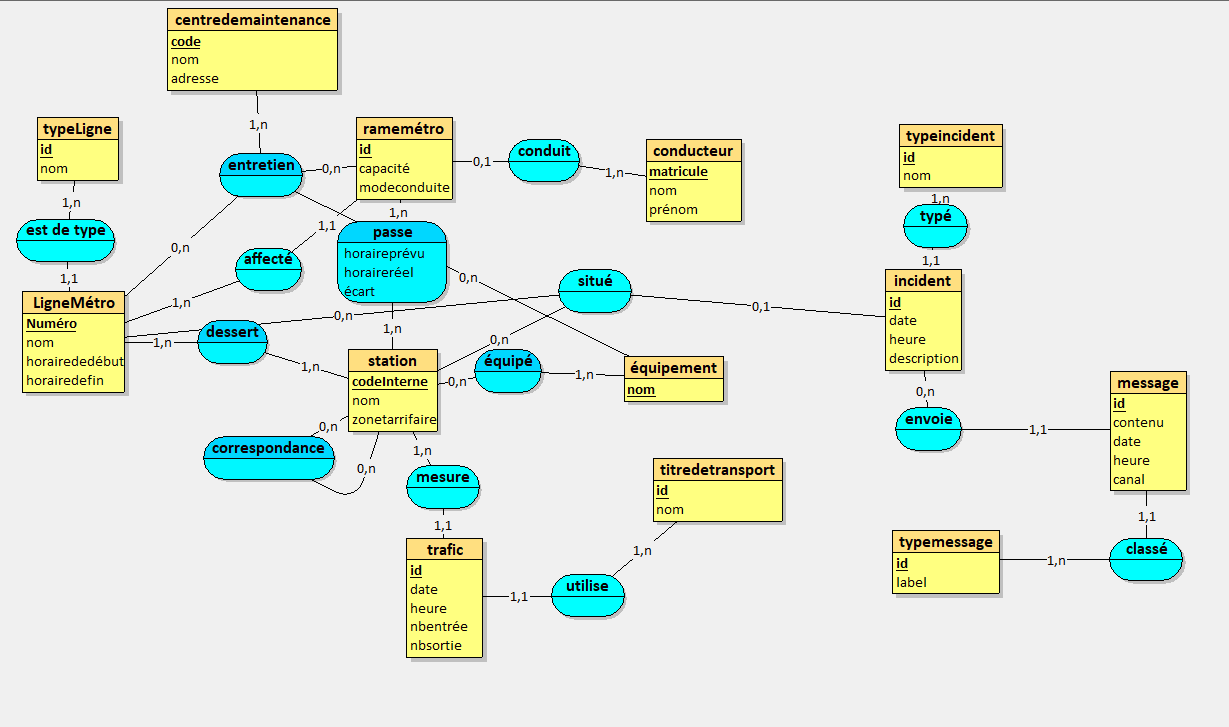 centredemaintenance
code
nom
adresse
1,n
typeLigne
id
nom
1,n
est de type
1,1
LigneMétro
Numéro
nom
horairededébut
horairedefin
entretien
0,n
0,n
ramemétro
id
capacité
modeconduite
0,1
conduit
1,n
conducteur
matricule
nom
prénom
1,n
1,1
affecté
1,n
passe
horaireprévu
horaireréel
écart
0,n
1,n
situé
0,n
0,n
0,1
dessert
1,n
1,n
station
codeInterne
nom
zonetarrifaire
équipé
0,n
1,n
équipement
nom
correspondance
0,n
0,n
1,n
mesure
1,1
trafic
id
date
heure
nbentrée
nbsortie
1,1
utilise
1,n
titredetransport
id
nom
typeincident
id
nom
1,n
typé
1,1
incident
id
date
heure
description
0,n
envoie
1,1
message
id
contenu
date
heure
canal
1,1
classé
1,n
typemessage
id
label